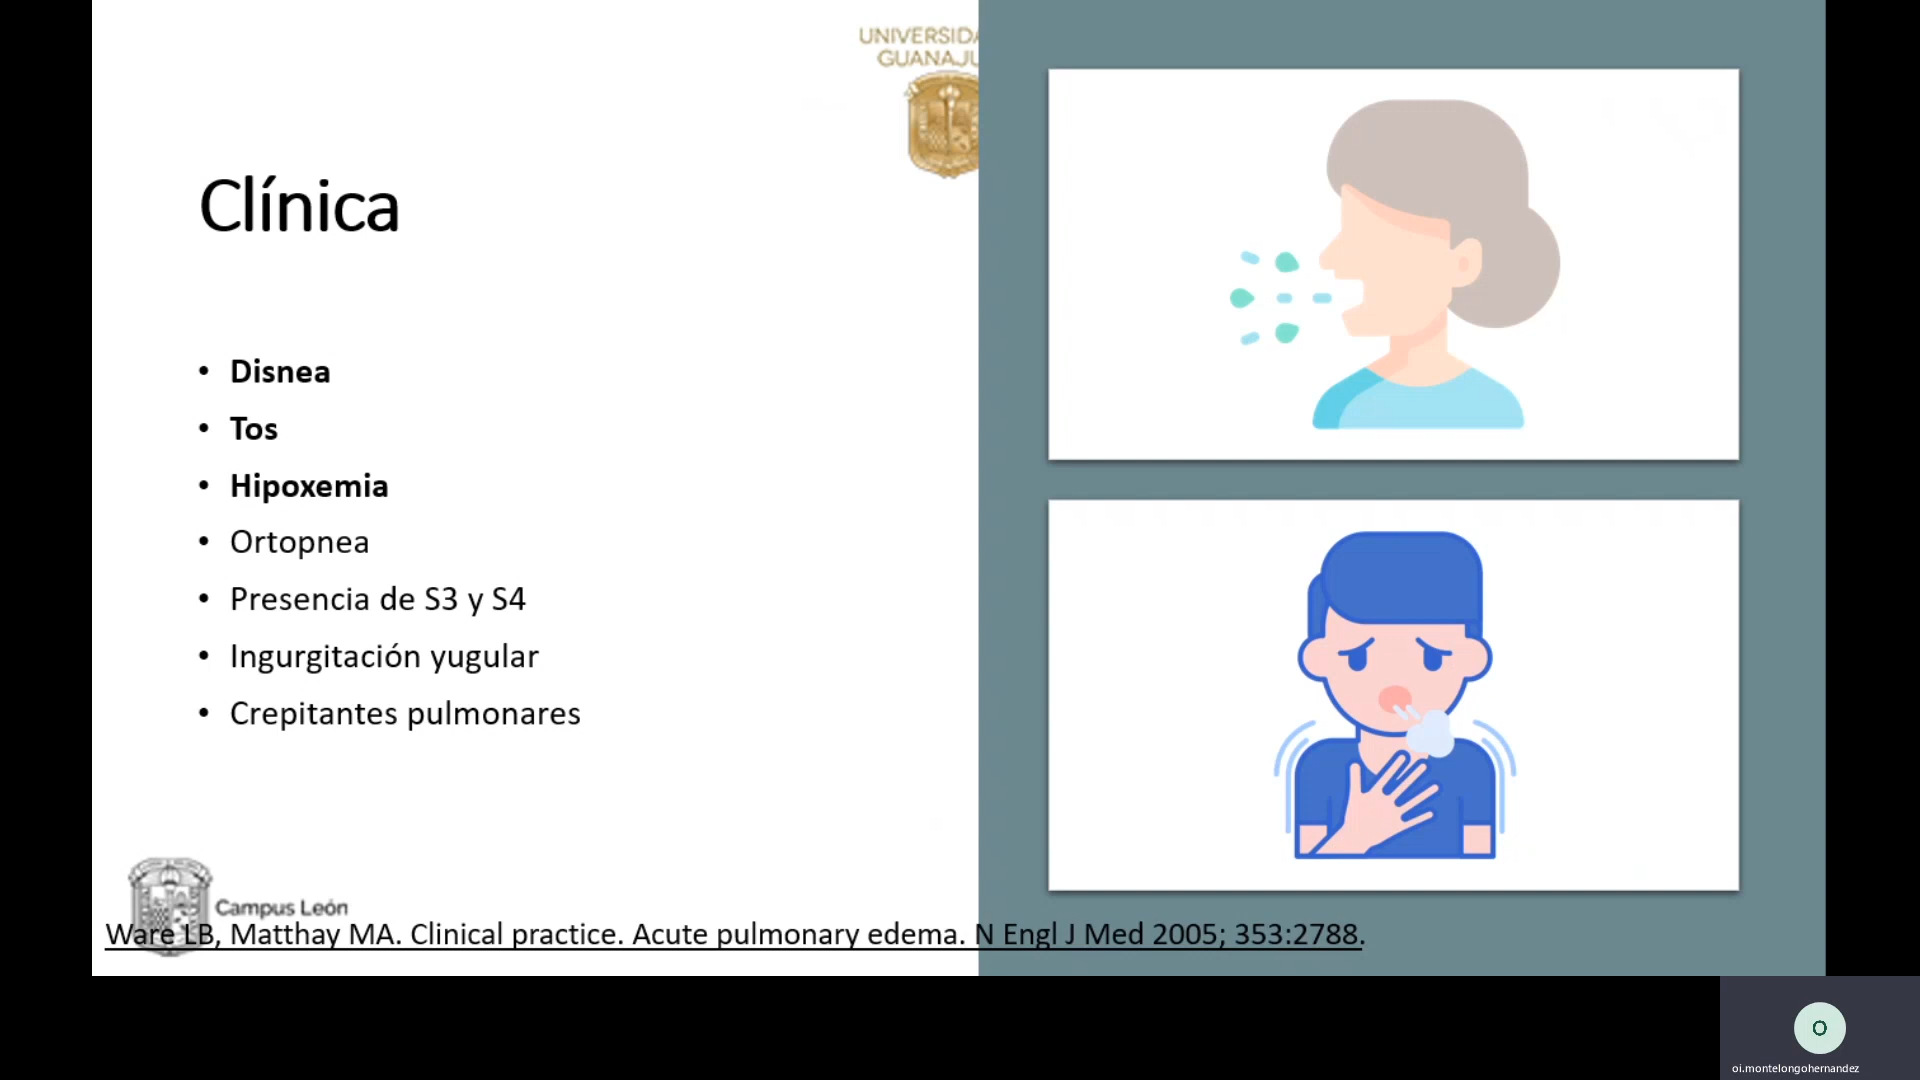 UNIVERSIDA
GUANAJU
Clínica
• Disnea
• Tos
• Hipoxemia
• Ortopnea
• Presencia de S3 y S4
• Ingurgitación yugular
• Crepitantes pulmonares
Campus León
Ware LB, Matthay MA. Clinical practice. Acute pulmonary edema. N Engl J Med 2005; 353:2788.
O
oi.montelongohernandez